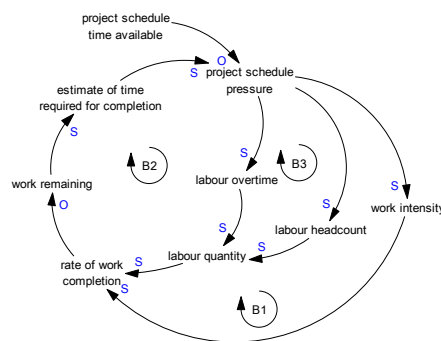 project schedule
time available
O
S
project schedule
pressure
estimate of time
required for completion
S
B2
S
B3
labour overtime
S
work remaining
O
work intensity
S
S
labour headcount
labour quantity
S
S
rate of work
completion
S
B1